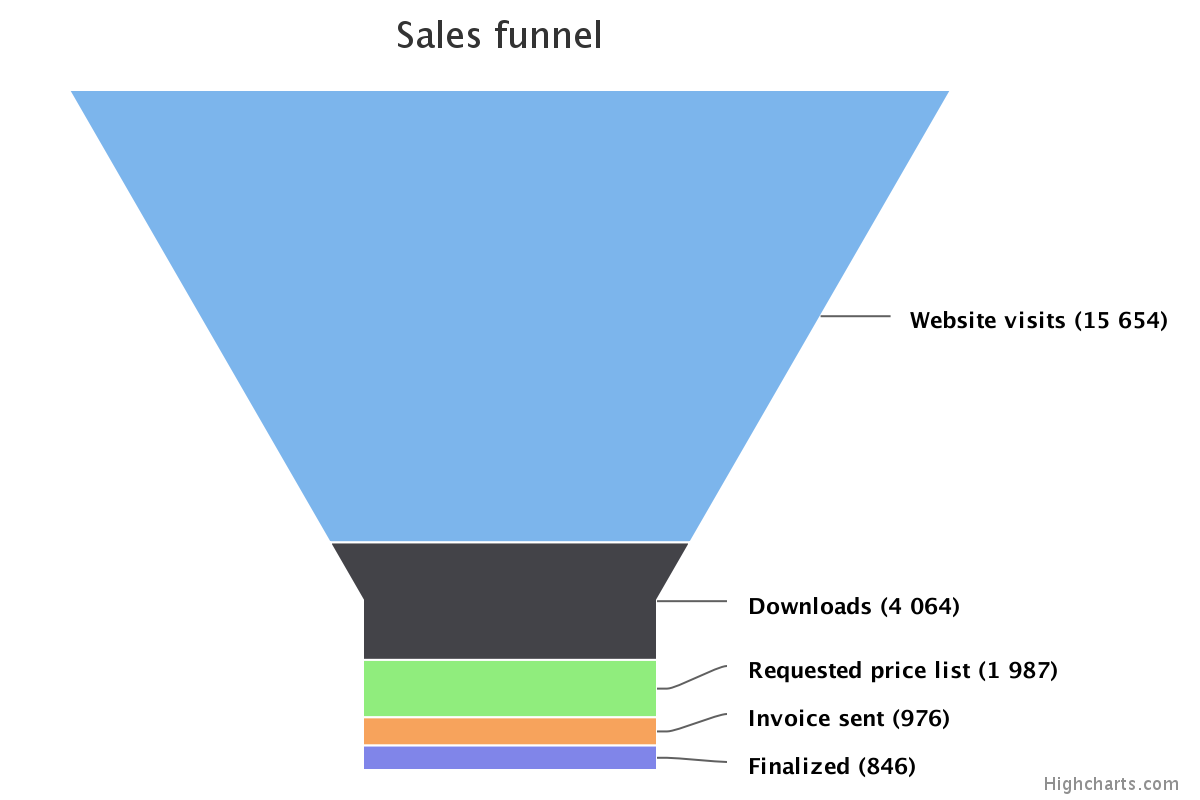 Sales funnel
Website visits (15 654)
Downloads (4 064)
Requested price list (1 987)
Invoice sent (976)
Finalized (846)
Highcharts.com